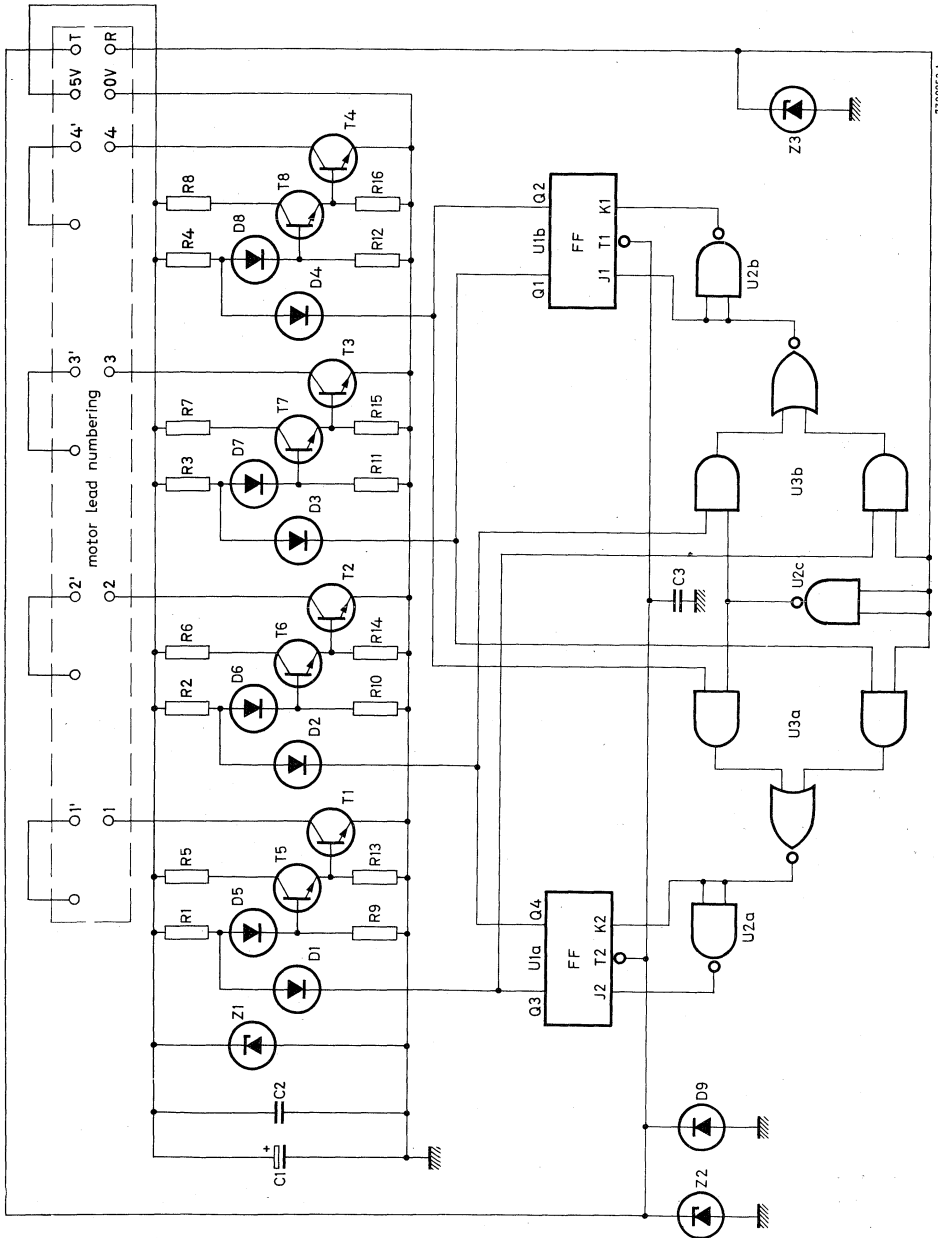 T
R
5V
0V
4'
4
3'
3
2'
2
1'
1
motor lead numbering
R8
R4
D8
T8
T4
D4
R12
R16
R7
R3
D7
T7
T3
D3
R11
R15
R6
R2
D6
T6
T2
D2
R10
R14
R5
R1
D5
T5
T1
D1
R9
R13
Z1
C2
C1
+
Q2
U1b
Q1
FF
K1
T1
J1
U2b
Z3
U3b
U2c
C3
U3a
Q4
U1a
Q3
FF
K2
T2
J2
U2a
D9
Z2